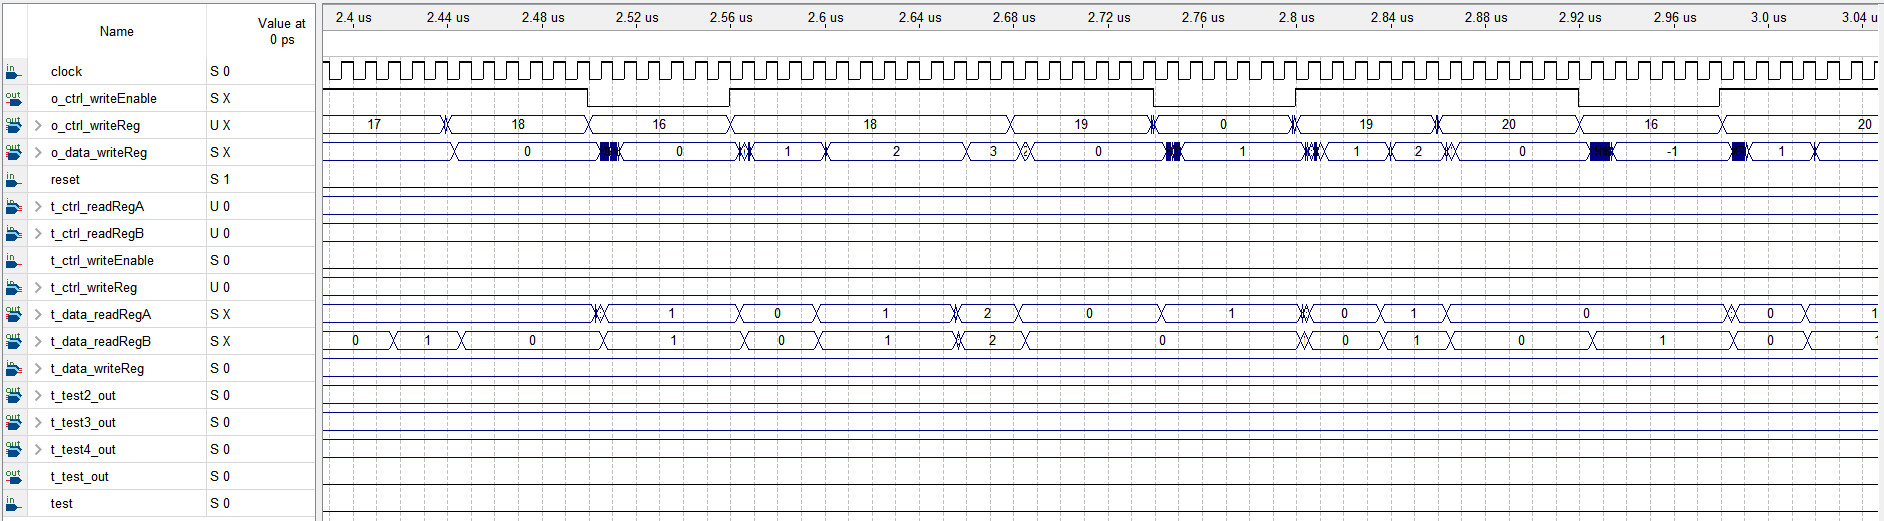 Name Value at 0 ps 2.4 us 2.44 us 2.48 us 2.52 us 2.56 us 2.6 us 2.64 us 2.68 us 2.72 us 2.76 us 2.8 us 2.84 us 2.88 us 2.92 us 2.96 us 3.0 us 3.04 u
in clock S 0
out o_ctrl_writeEnable S X
out o_ctrl_writeReg U X 17 18 16 18 19 0 19 20 16 20
out o_data_writeReg S X 0 0 1 2 3 0 1 1 2 0 -1 1
in reset S 1
in t_ctrl_readRegA U 0
in t_ctrl_readRegB U 0
in t_ctrl_writeEnable S 0
in t_ctrl_writeReg U 0
out t_data_readRegA S X 1 0 1 2 0 1 0 1 0 0 1
out t_data_readRegB S X 0 1 0 1 0 1 2 0 0 1 0 1 0 1
in t_data_writeReg S 0
out t_test2_out S 0
out t_test3_out S 0
out t_test4_out S 0
out t_test_out S 0
in test S 0